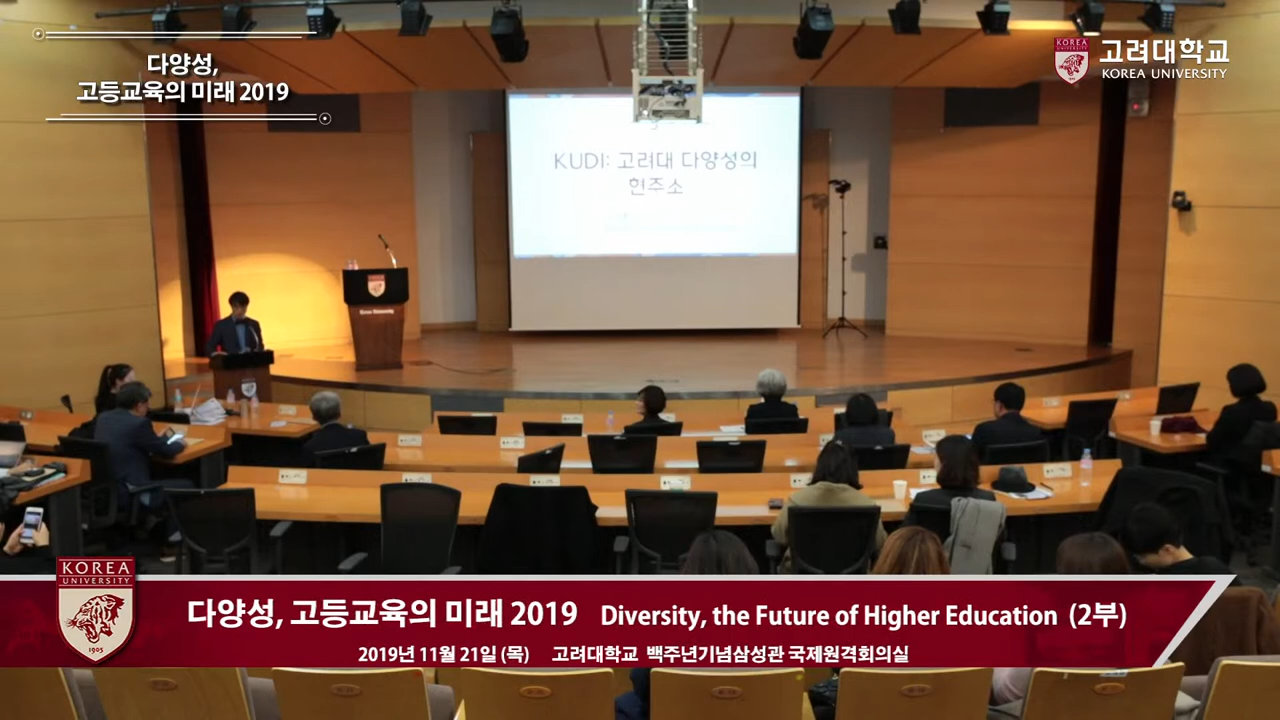 다양성,
고등교육의 미래 2019
KOREA
UNIVERSITY
고려대학교
KOREA UNIVERSITY
KUDI: 고려대 다양성의
현주소
Korea University
KOREA
UNIVERSITY
1905
다양성, 고등교육의 미래 2019 Diversity, the Future of Higher Education (2부)
2019년 11월 21일 (목) 고려대학교 백주년기념삼성관 국제원격회의실